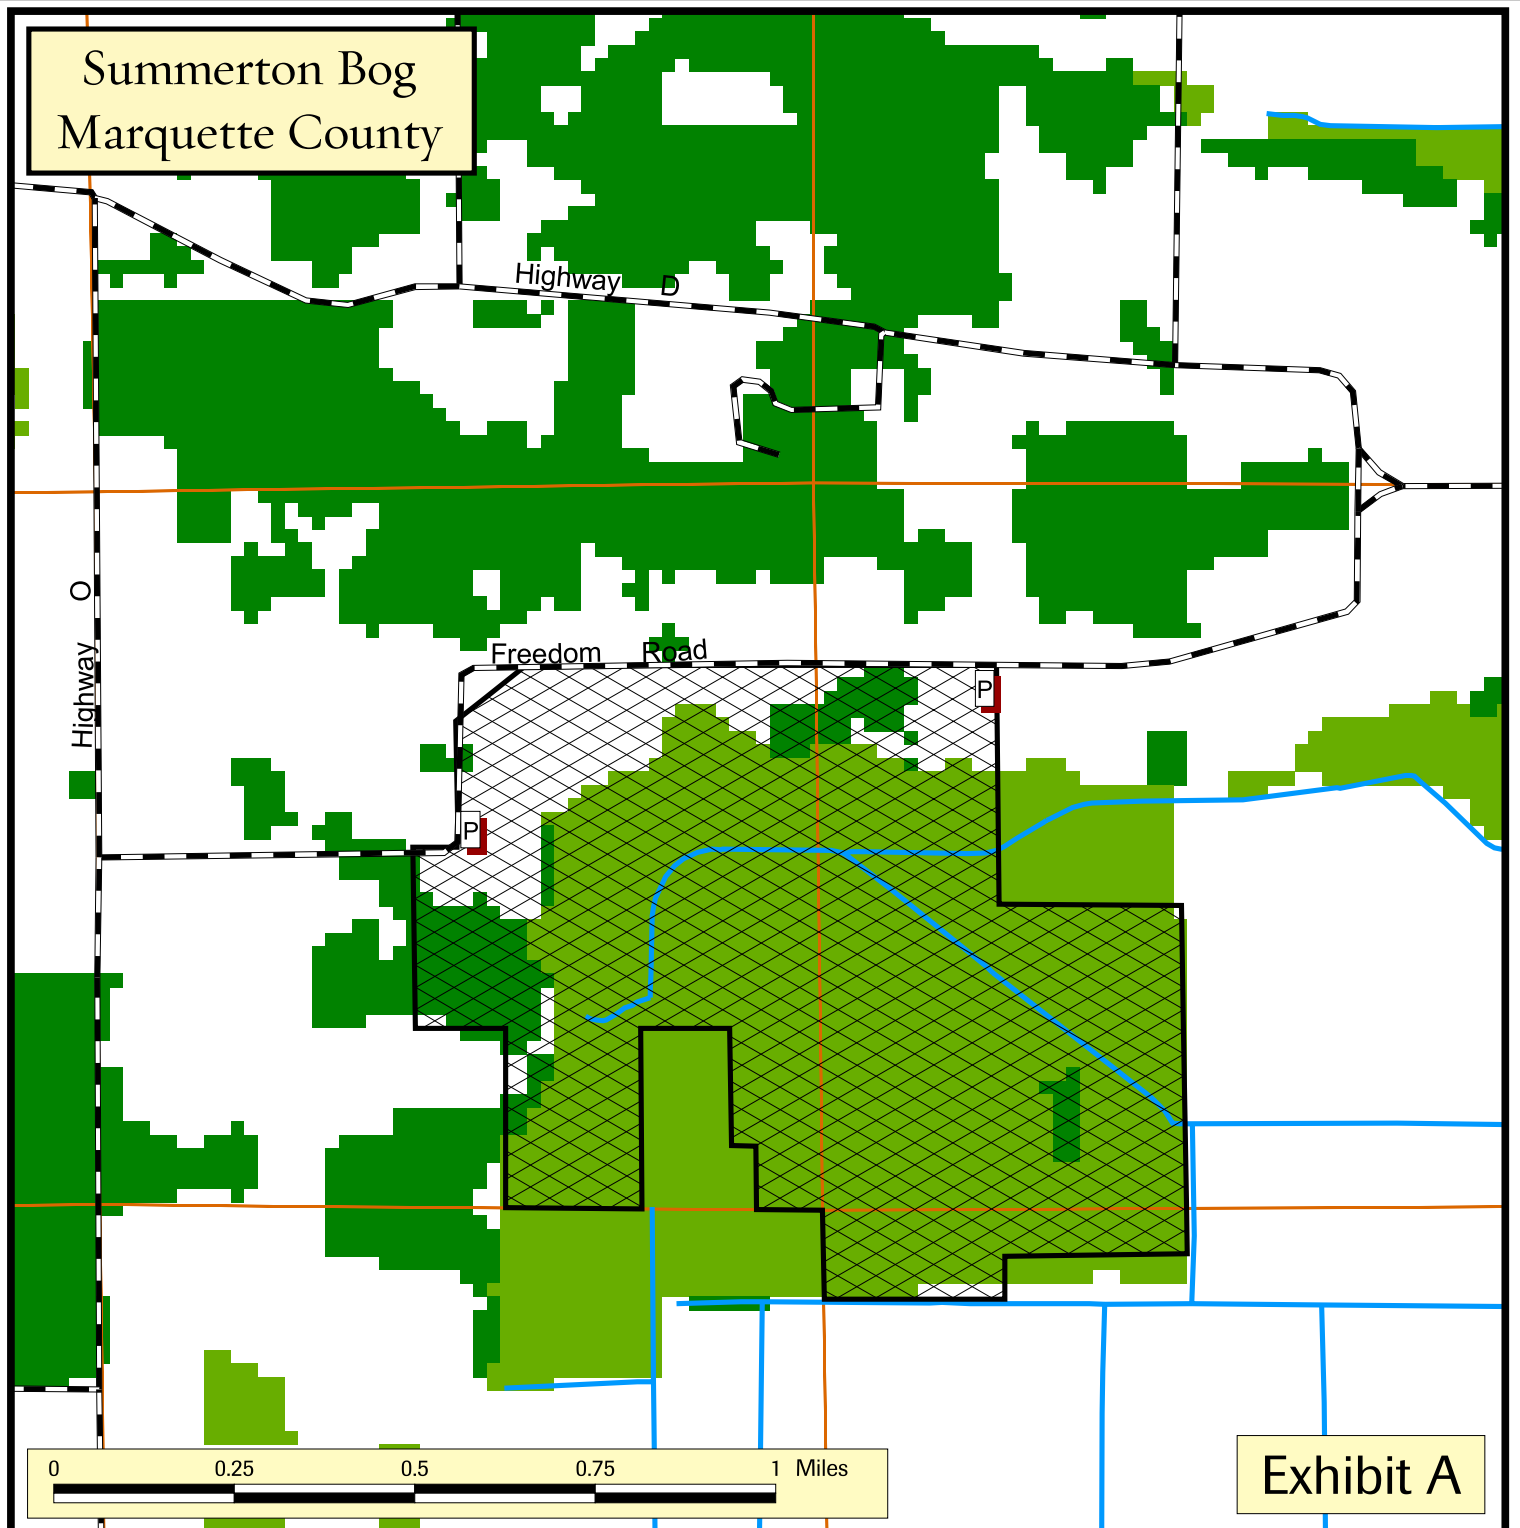 Summerton Bog
Marquette County
Highway D
Highway O
Freedom Road
P
P
0 0.25 0.5 0.75 1 Miles
Exhibit A